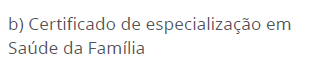 b) Certificado de especialização em
Saúde da Família